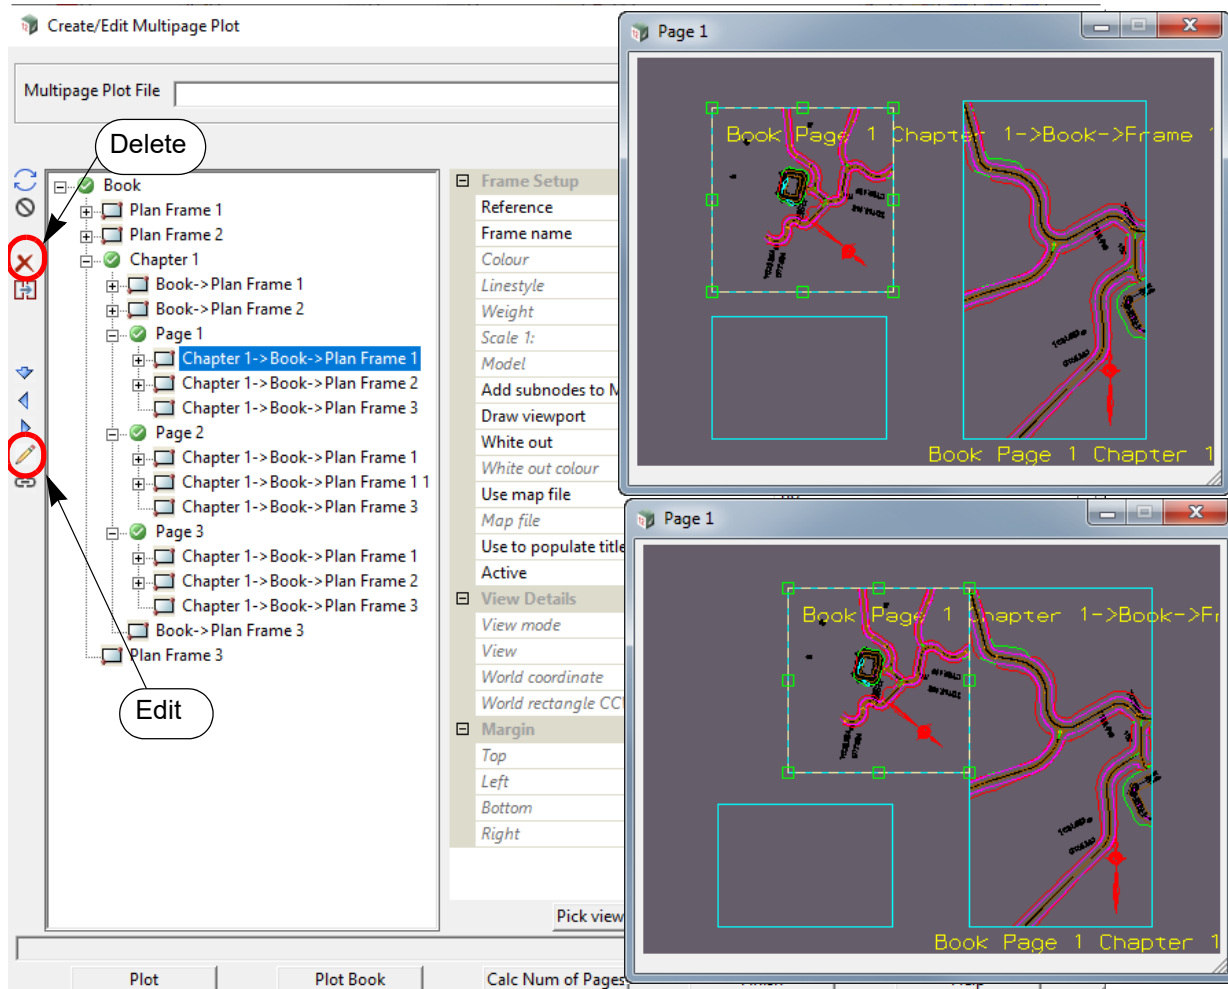 Create/Edit Multipage Plot
Multipage Plot File
Delete
Book
Plan Frame 1
Plan Frame 2
Chapter 1
Book->Plan Frame 1
Book->Plan Frame 2
Page 1
Chapter 1->Book->Plan Frame 1
Chapter 1->Book->Plan Frame 2
Chapter 1->Book->Plan Frame 3
Page 2
Chapter 1->Book->Plan Frame 1
Chapter 1->Book->Plan Frame 1 1
Chapter 1->Book->Plan Frame 3
Page 3
Chapter 1->Book->Plan Frame 1
Chapter 1->Book->Plan Frame 2
Chapter 1->Book->Plan Frame 3
Book->Plan Frame 3
Plan Frame 3
Edit
Frame Setup
Reference
Frame name
Colour
Linestyle
Weight
Scale 1:
Model
Add subnodes to M
Draw viewport
White out
White out colour
Use map file
Map file
Use to populate title
Active
View Details
View mode
View
World coordinate
World rectangle CC
Margin
Top
Left
Bottom
Right
Pick view
Plot
Plot Book
Calc Num of Pages
Page 1
Book Page 1 Chapter 1->Book->Frame
Book Page 1 Chapter 1
Page 1
Book Page 1 Chapter 1->Book->Fr
Book Page 1 Chapter 1